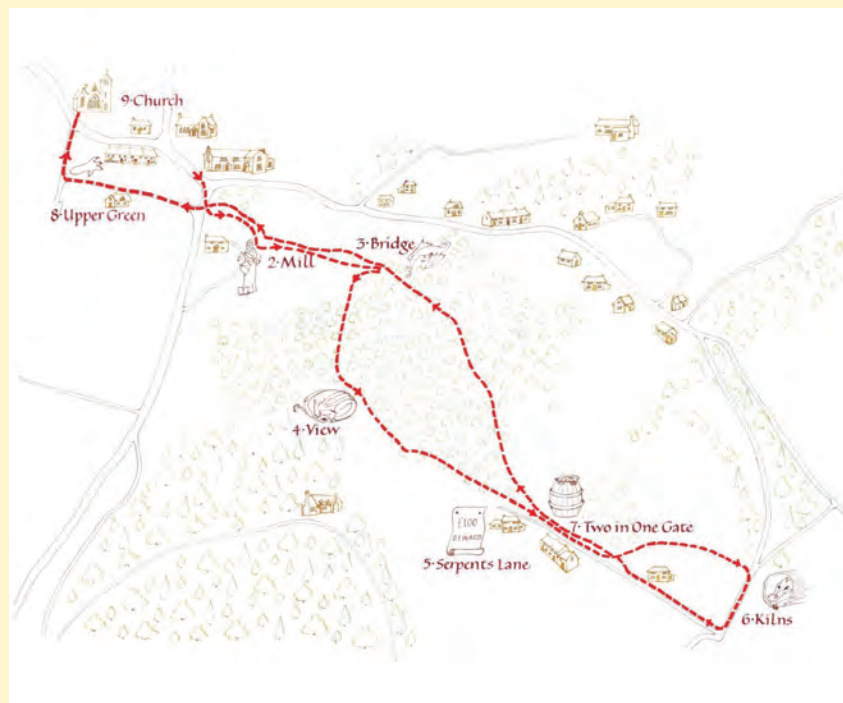 9·Church
8·Upper Green
3·Bridge
2·Mill
4·View
£100
REWARD
7·Two in One Gate
5·Serpents Lane
6·Kilns